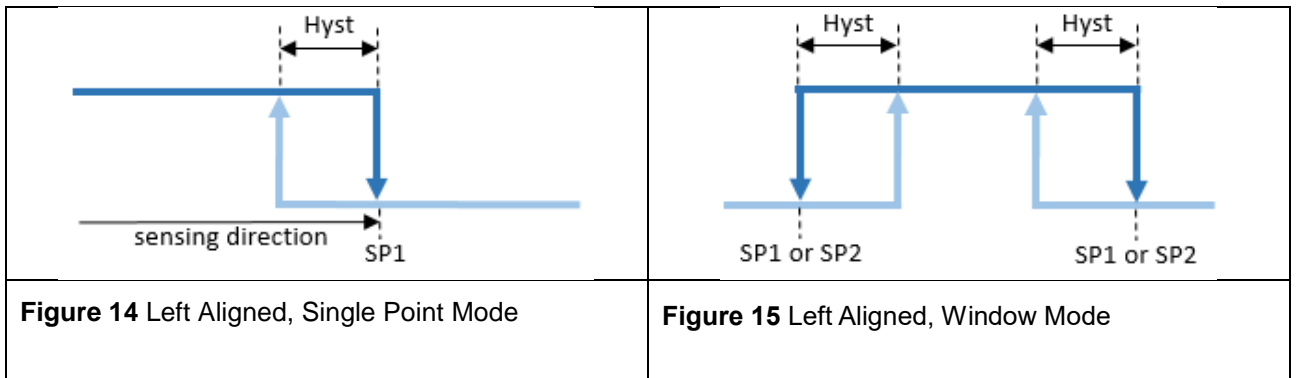 Hyst
sensing direction
SP1
Hyst Hyst
SP1 or SP2 SP1 or SP2
Figure 14 Left Aligned, Single Point Mode
Figure 15 Left Aligned, Window Mode